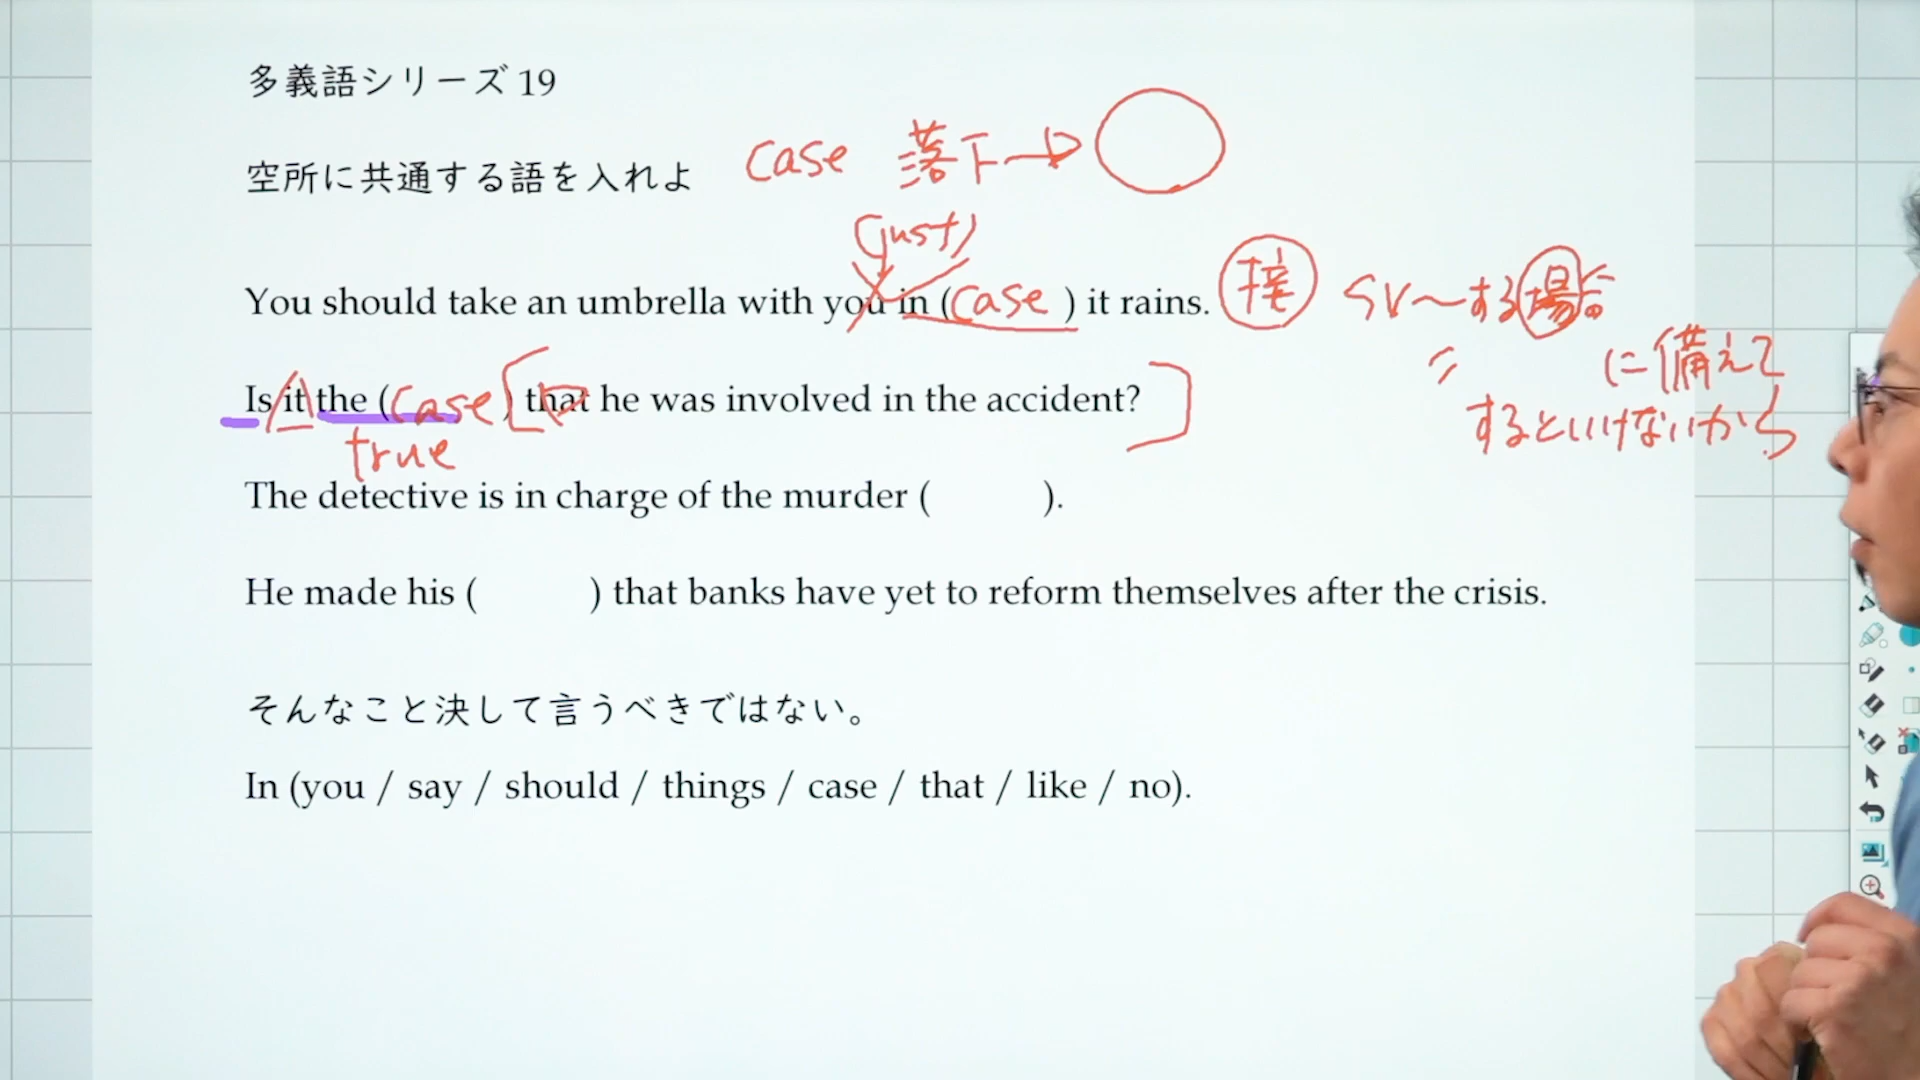 多義語シリーズ 19
空所に共通する語を入れよ
case 落下→
(just)
You should take an umbrella with you in (case) it rains. 接 SV〜する場合
に備えて
するといけないから
Is it the (case) that he was involved in the accident?
true
The detective is in charge of the murder ( ).
He made his ( ) that banks have yet to reform themselves after the crisis.
そんなこと決して言うべきではない。
In (you / say / should / things / case / that / like / no).